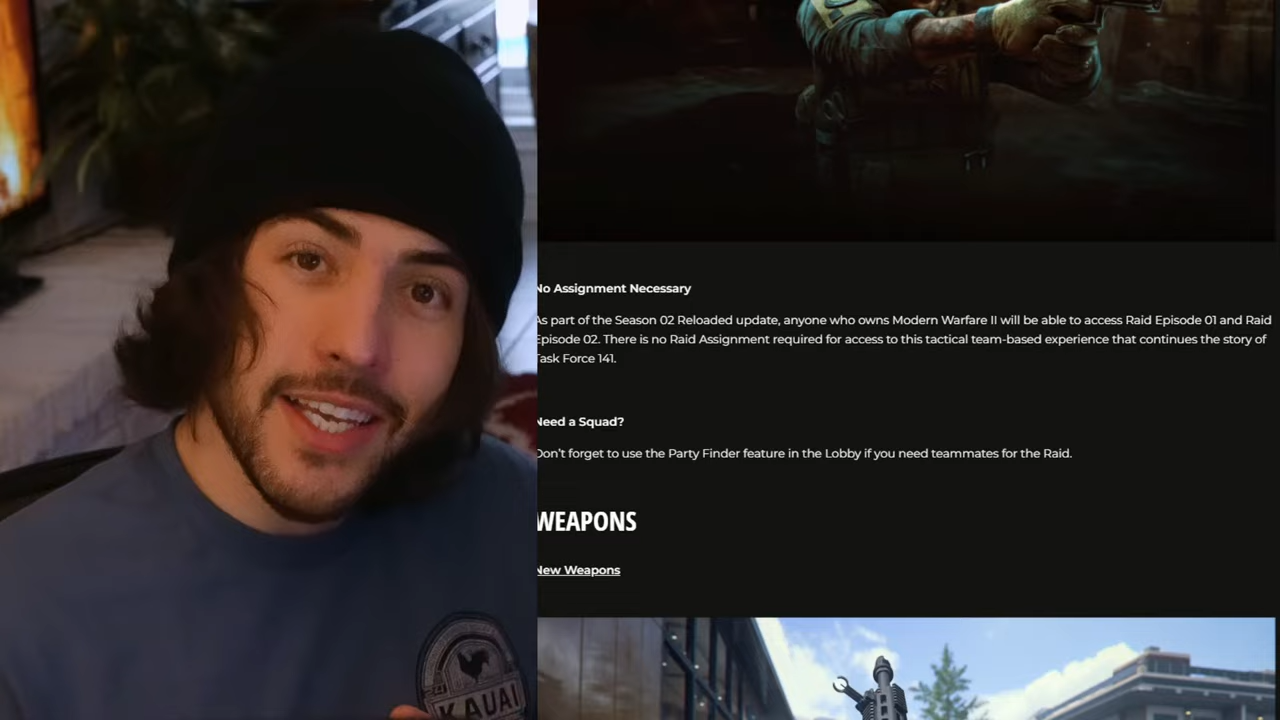 No Assignment Necessary
As part of the Season 02 Reloaded update, anyone who owns Modern Warfare II will be able to access Raid Episode 01 and Raid
Episode 02. There is no Raid Assignment required for access to this tactical team-based experience that continues the story of
Task Force 141.
Need a Squad?
Don't forget to use the Party Finder feature in the Lobby if you need teammates for the Raid.
WEAPONS
New Weapons
KAUAI